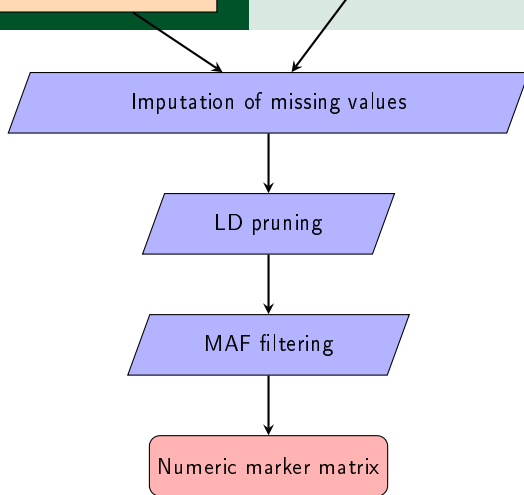 Imputation of missing values
LD pruning
MAF filtering
Numeric marker matrix